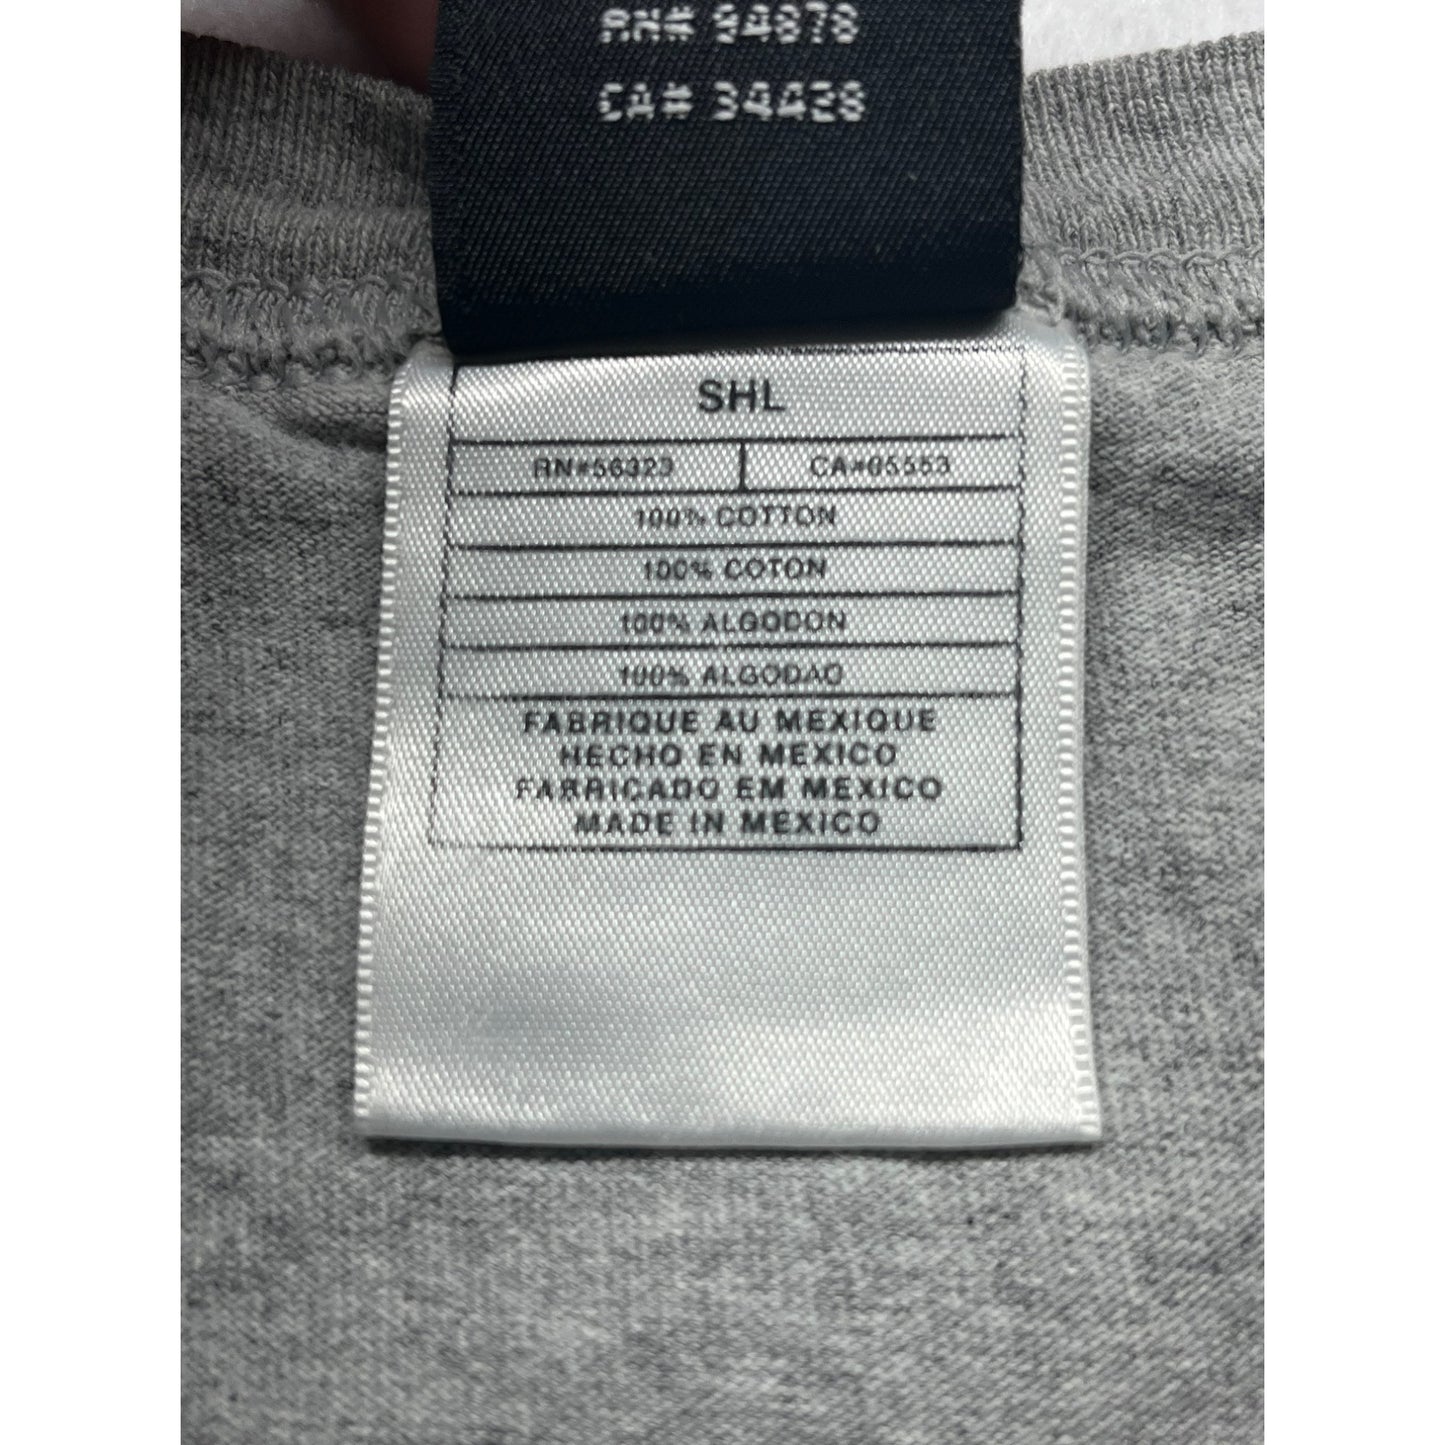 RN# 94878
CA# 34428
SHL
RN#56323 CA#05553
100% COTTON
100% COTON
100% ALGODON
100% ALGODAO
FABRIQUE AU MEXIQUE
HECHO EN MEXICO
FABRICADO EM MEXICO
MADE IN MEXICO